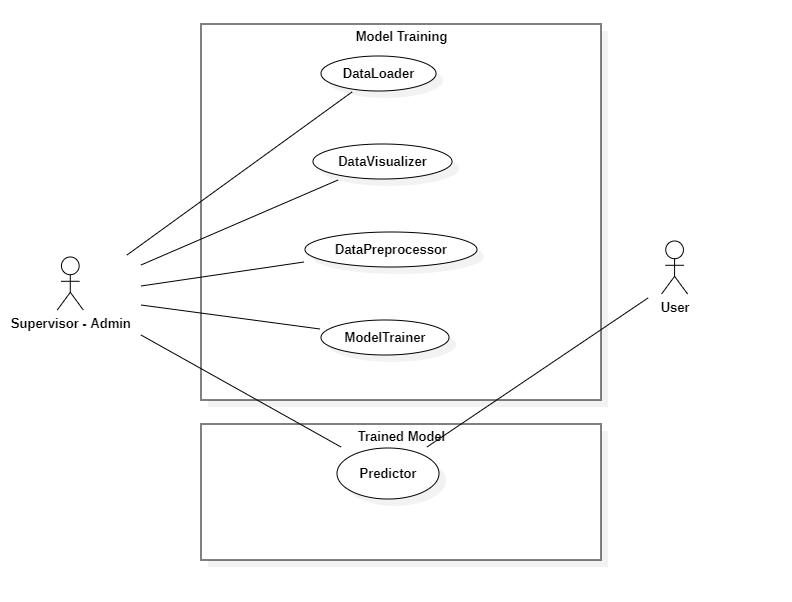 Model Training
DataLoader
DataVisualizer
DataPreprocessor
ModelTrainer
Supervisor - Admin
User
Trained Model
Predictor